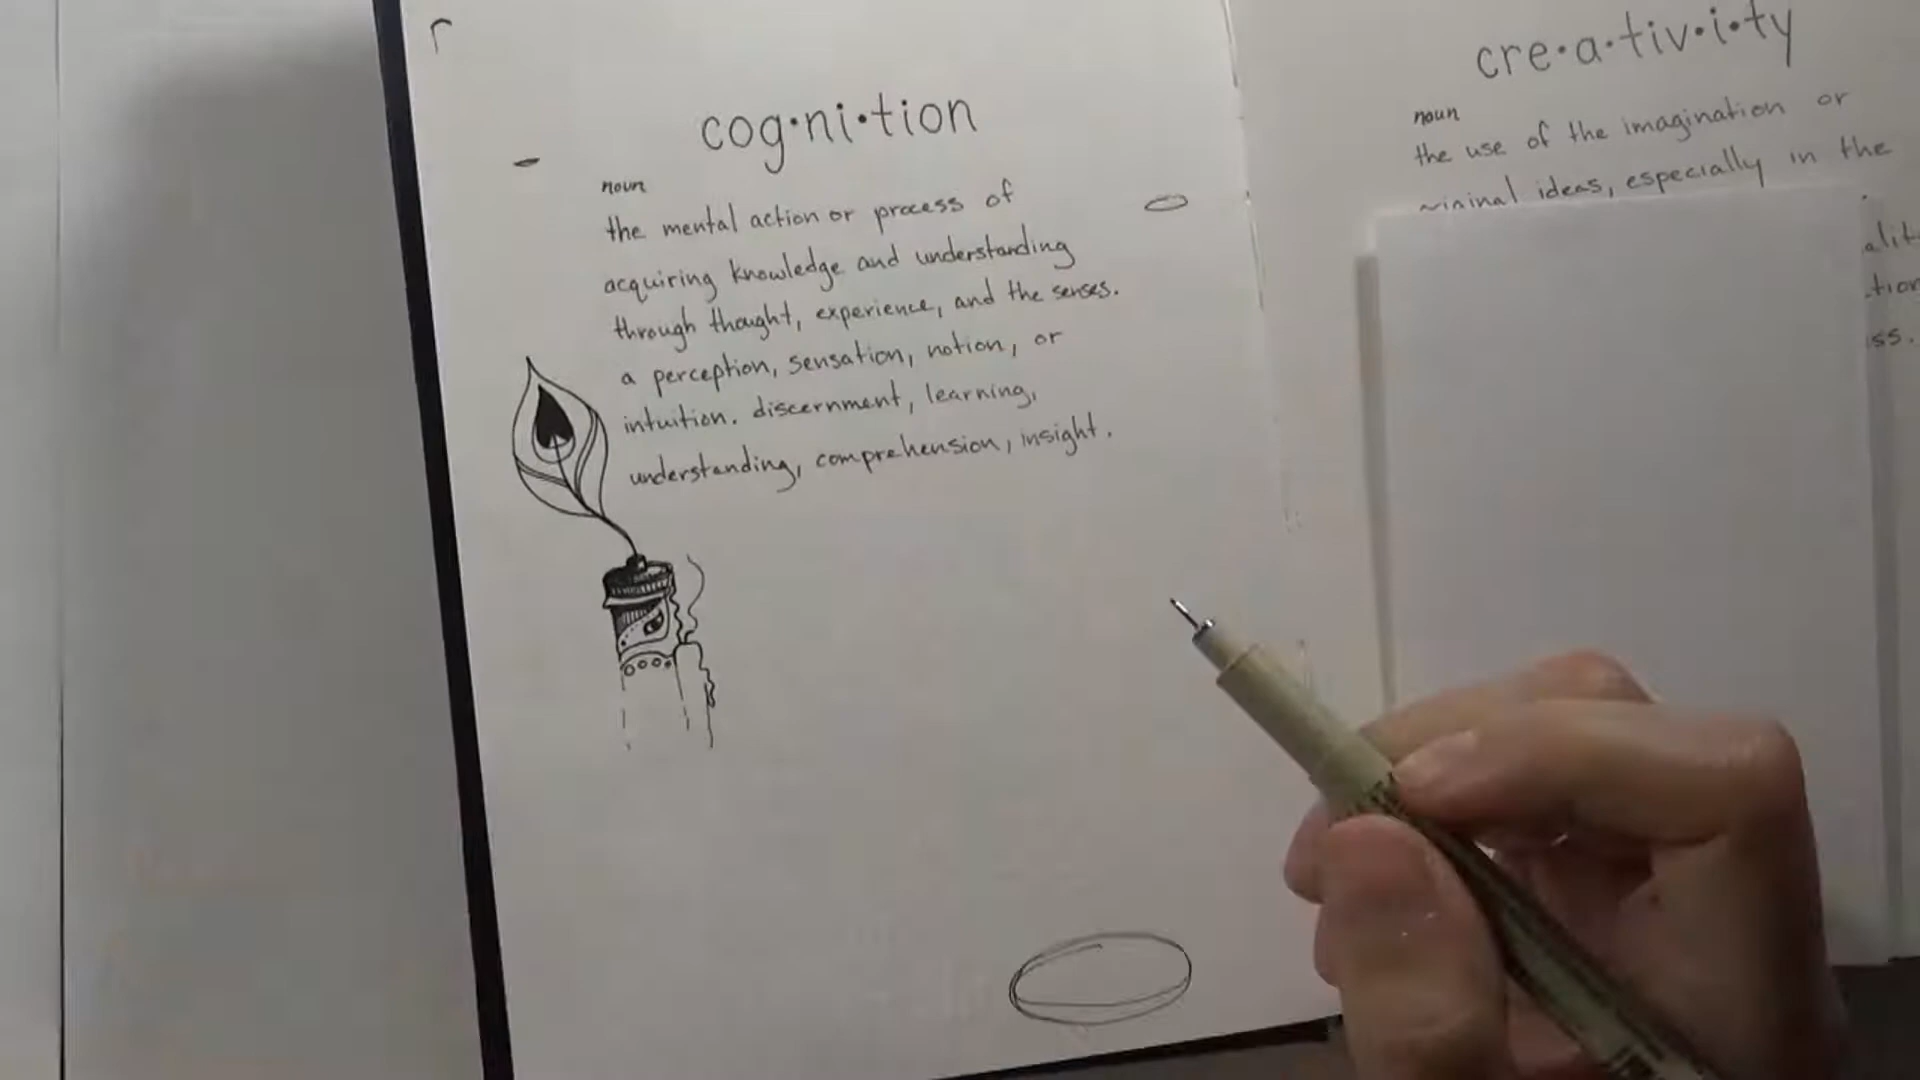 cog·ni·tion
noun
the mental action or process of
acquiring knowledge and understanding
through thought, experience, and the senses.
a perception, sensation, notion, or
intuition. discernment, learning,
understanding, comprehension, insight.
cre·a·tiv·i·ty
noun
the use of the imagination or
original ideas, especially in the